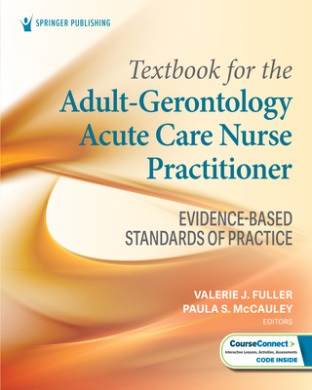 SPRINGER PUBLISHING
Textbook for the
Adult-Gerontology
Acute Care Nurse
Practitioner
EVIDENCE-BASED
STANDARDS OF PRACTICE
VALERIE J. FULLER
PAULA S. McCAULEY
EDITORS
CourseConnect
Interactive Lessons, Activities, Assessments
CODE INSIDE